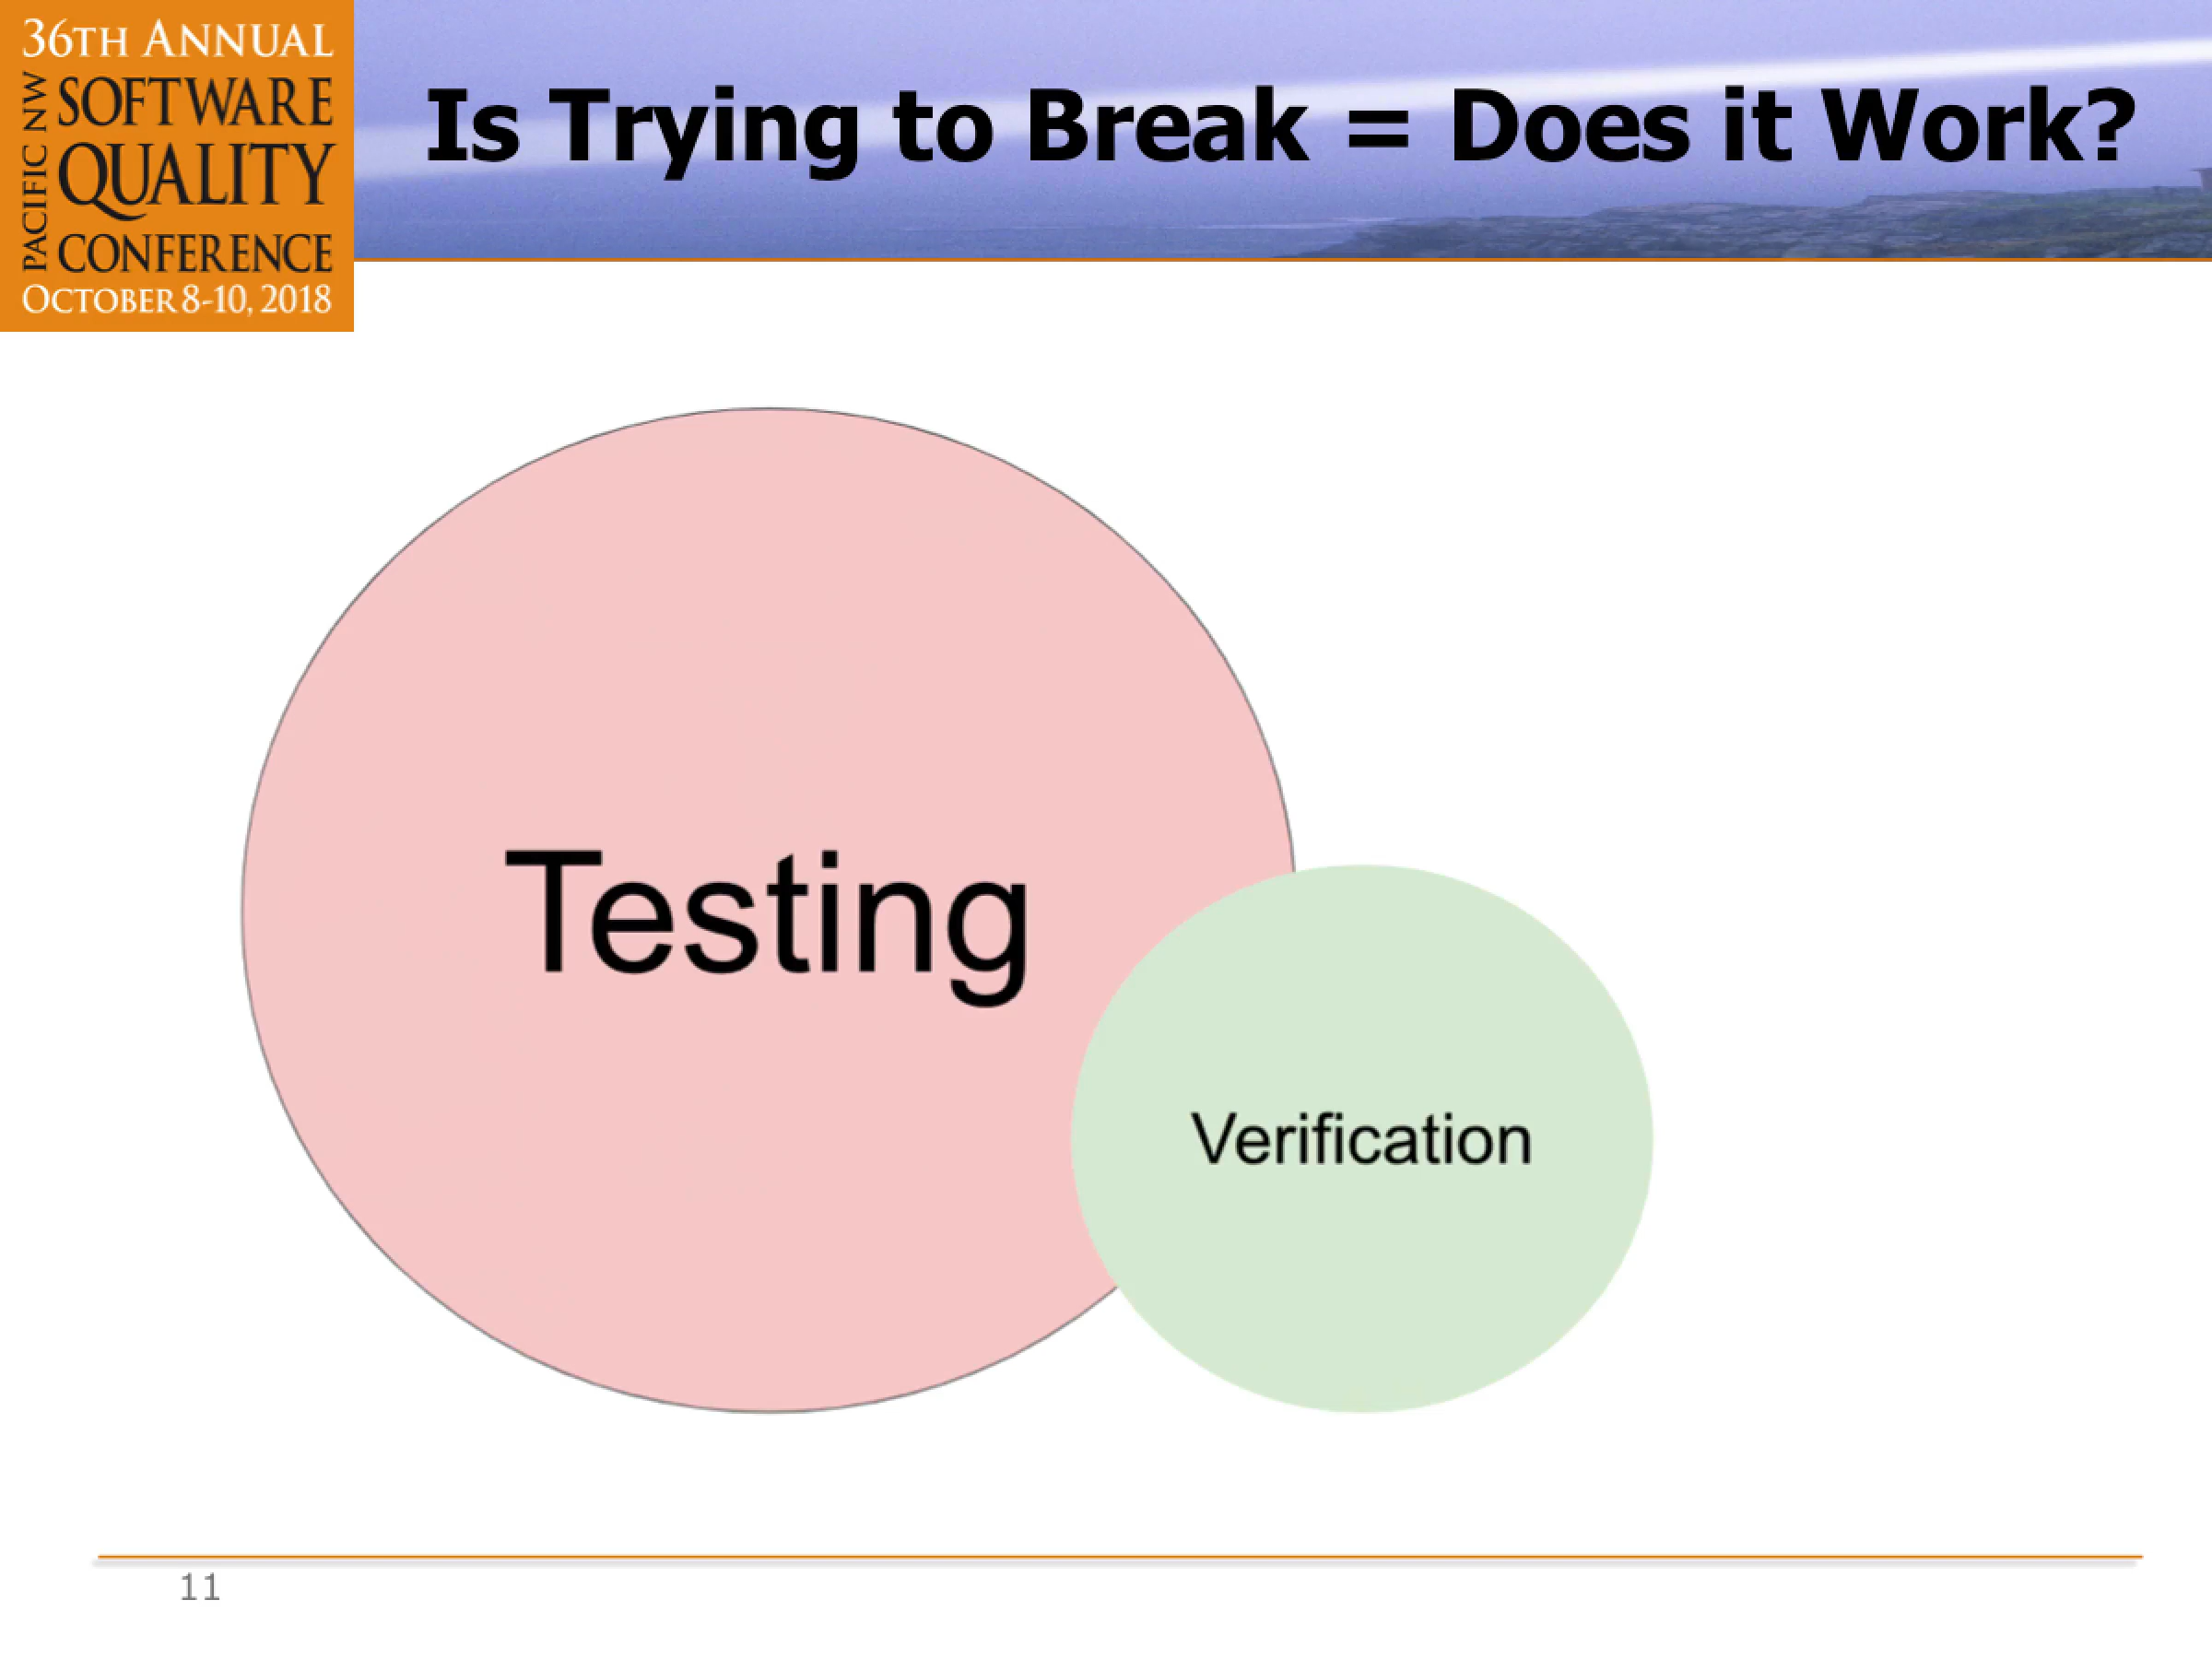 36TH ANNUAL
PACIFIC NW
SOFTWARE
QUALITY
CONFERENCE
OCTOBER 8-10, 2018
Is Trying to Break = Does it Work?
Testing
Verification
11